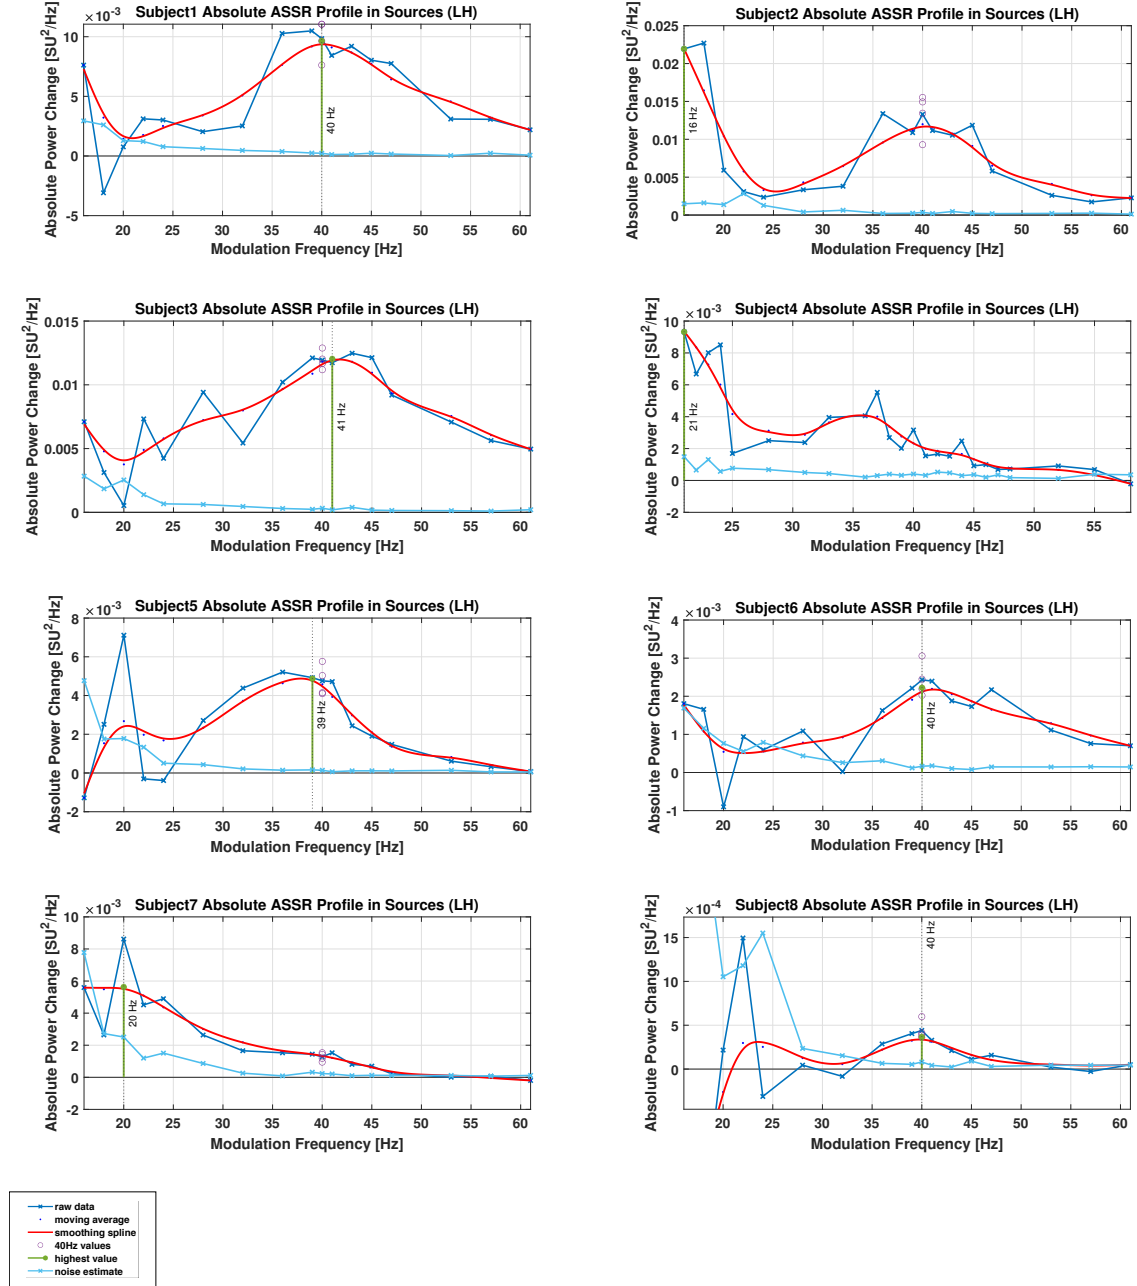 Subject1 Absolute ASSR Profile in Sources (LH)
×10-3
Absolute Power Change [SU2/Hz]
10
5
0
-5
40 Hz
20 25 30 35 40 45 50 55 60
Modulation Frequency [Hz]
Subject2 Absolute ASSR Profile in Sources (LH)
Absolute Power Change [SU2/Hz]
0.025
0.02
0.015
0.01
0.005
0
16 Hz
20 25 30 35 40 45 50 55 60
Modulation Frequency [Hz]
Subject3 Absolute ASSR Profile in Sources (LH)
Absolute Power Change [SU2/Hz]
0.015
0.01
0.005
0
41 Hz
20 25 30 35 40 45 50 55 60
Modulation Frequency [Hz]
Subject4 Absolute ASSR Profile in Sources (LH)
×10-3
Absolute Power Change [SU2/Hz]
10
8
6
4
2
0
-2
21 Hz
25 30 35 40 45 50 55
Modulation Frequency [Hz]
Subject5 Absolute ASSR Profile in Sources (LH)
×10-3
Absolute Power Change [SU2/Hz]
8
6
4
2
0
-2
39 Hz
20 25 30 35 40 45 50 55 60
Modulation Frequency [Hz]
Subject6 Absolute ASSR Profile in Sources (LH)
×10-3
Absolute Power Change [SU2/Hz]
4
3
2
1
0
-1
40 Hz
20 25 30 35 40 45 50 55 60
Modulation Frequency [Hz]
Subject7 Absolute ASSR Profile in Sources (LH)
×10-3
Absolute Power Change [SU2/Hz]
10
8
6
4
2
0
-2
20 Hz
20 25 30 35 40 45 50 55 60
Modulation Frequency [Hz]
Subject8 Absolute ASSR Profile in Sources (LH)
×10-4
Absolute Power Change [SU2/Hz]
15
10
5
0
40 Hz
20 25 30 35 40 45 50 55 60
Modulation Frequency [Hz]
raw data
moving average
smoothing spline
40Hz values
highest value
noise estimate